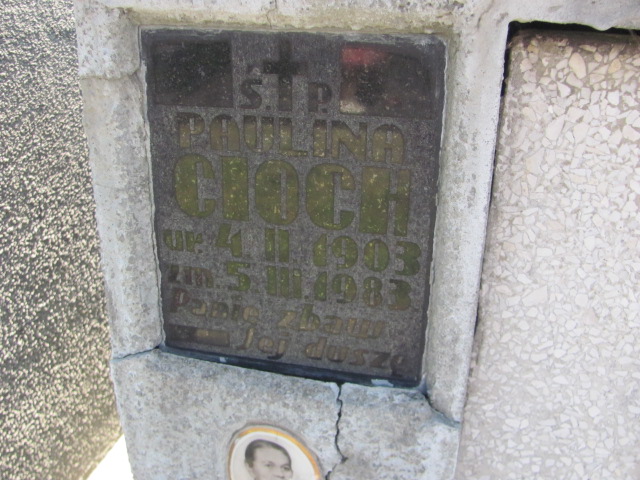 Ś. P.
PAULINA
CIOCH
ur. 4 II 1903
zm. 5 III. 1983
Panie zbaw
Jej duszę